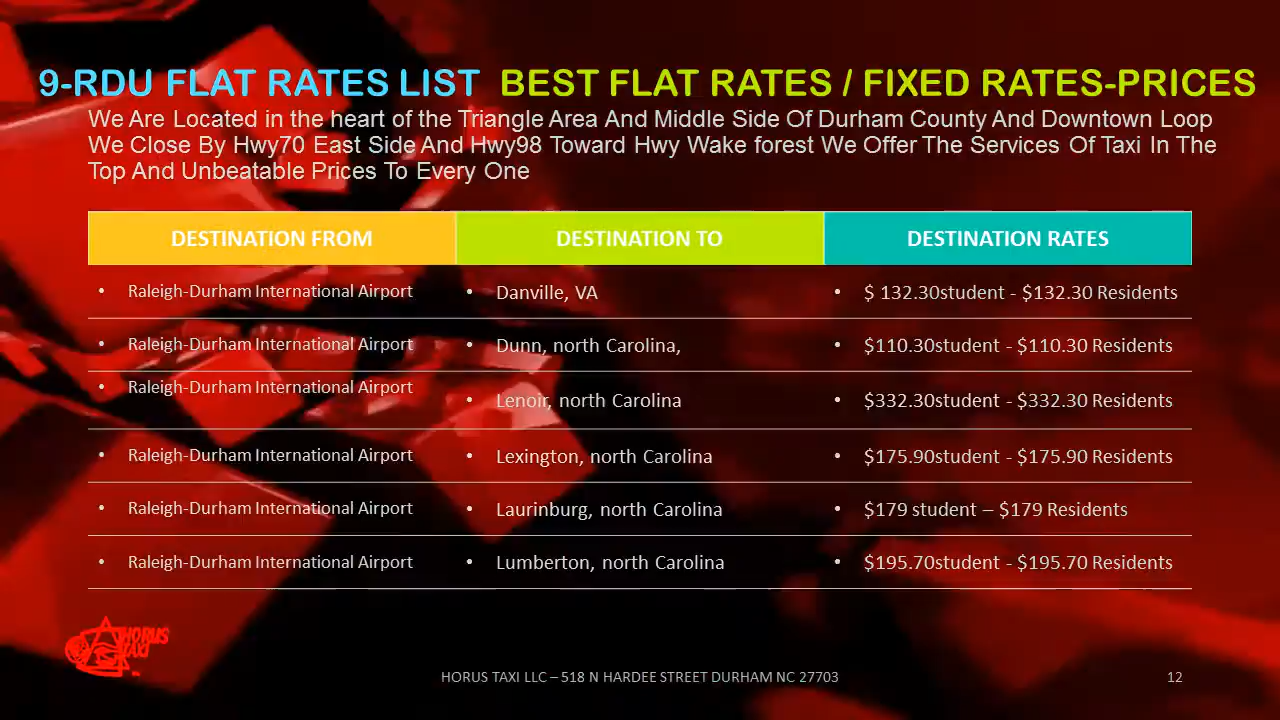 9-RDU FLAT RATES LIST  BEST FLAT RATES / FIXED RATES-PRICES
We Are Located in the heart of the Triangle Area And Middle Side Of Durham County And Downtown Loop
We Close By Hwy70 East Side And Hwy98 Toward Hwy Wake forest We Offer The Services Of Taxi In The
Top And Unbeatable Prices To Every One
DESTINATION FROM DESTINATION TO DESTINATION RATES
• Raleigh-Durham International Airport • Danville, VA • $ 132.30student - $132.30 Residents
• Raleigh-Durham International Airport • Dunn, north Carolina, • $110.30student - $110.30 Residents
• Raleigh-Durham International Airport • Lenoir, north Carolina • $332.30student - $332.30 Residents
• Raleigh-Durham International Airport • Lexington, north Carolina • $175.90student - $175.90 Residents
• Raleigh-Durham International Airport • Laurinburg, north Carolina • $179 student – $179 Residents
• Raleigh-Durham International Airport • Lumberton, north Carolina • $195.70student - $195.70 Residents
HORUS
TAXI
HORUS TAXI LLC – 518 N HARDEE STREET DURHAM NC 27703 12